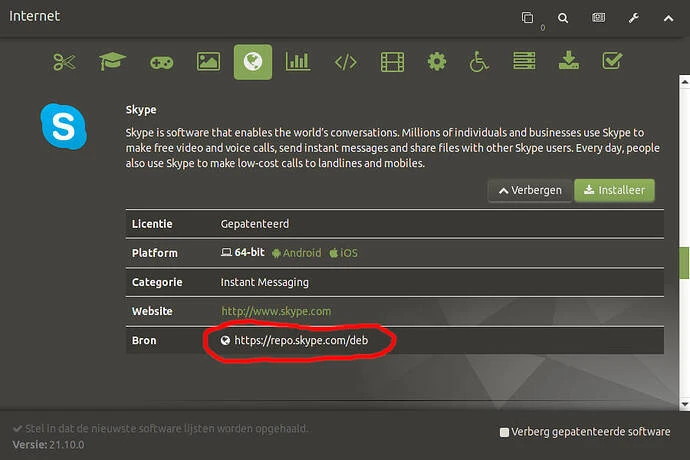 Internet
0
Skype
Skype is software that enables the world's conversations. Millions of individuals and businesses use Skype to
make free video and voice calls, send instant messages and share files with other Skype users. Every day, people
also use Skype to make low-cost calls to landlines and mobiles.
Verbergen Installeer
Licentie Gepatenteerd
Platform 64-bit Android iOS
Categorie Instant Messaging
Website http://www.skype.com
Bron https://repo.skype.com/deb
Stel in dat de nieuwste software lijsten worden opgehaald.
Verberg gepatenteerde software
Versie: 21.10.0